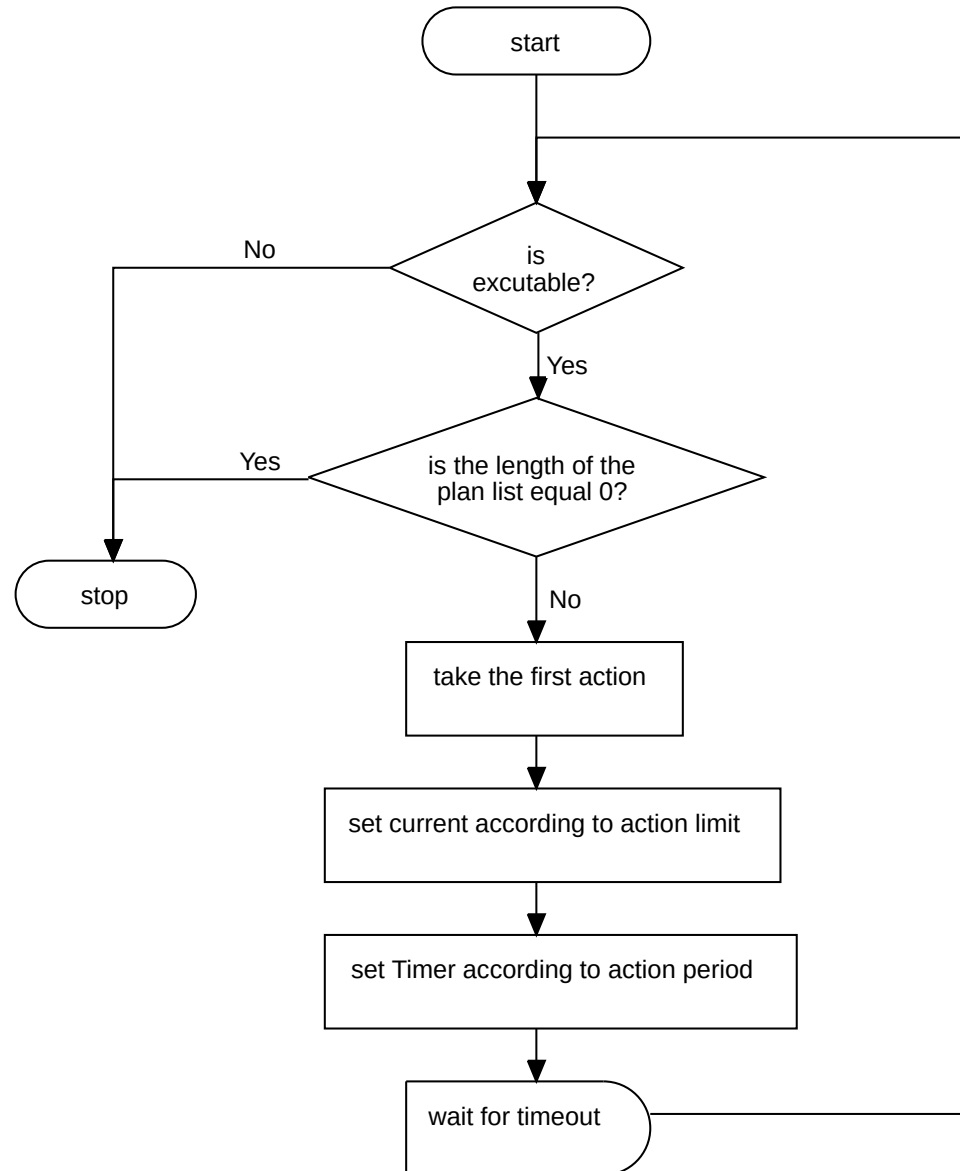 start
No
is
excutable?
Yes
Yes
is the length of the
plan list equal 0?
stop
No
take the first action
set current according to action limit
set Timer according to action period
wait for timeout